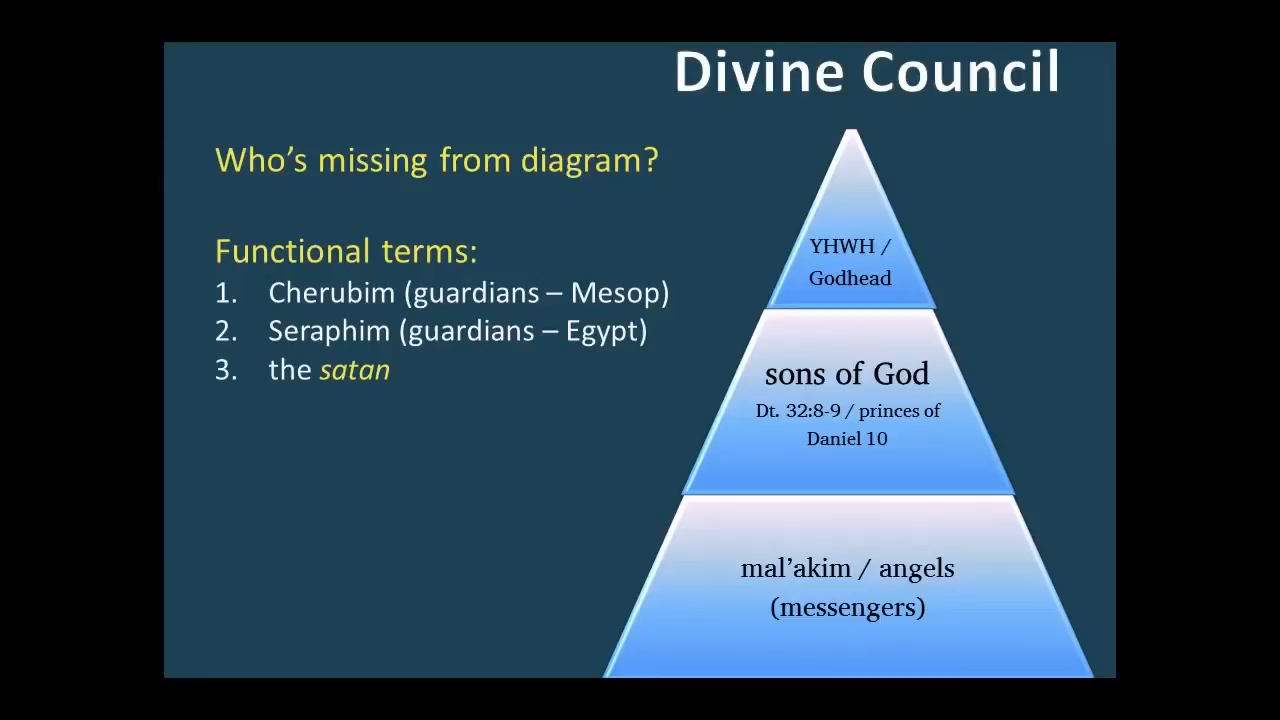 Divine Council
Who's missing from diagram?
Functional terms:
1. Cherubim (guardians – Mesop)
2. Seraphim (guardians – Egypt)
3. the satan
YHWH /
Godhead
sons of God
Dt. 32:8-9 / princes of
Daniel 10
mal’akim / angels
(messengers)